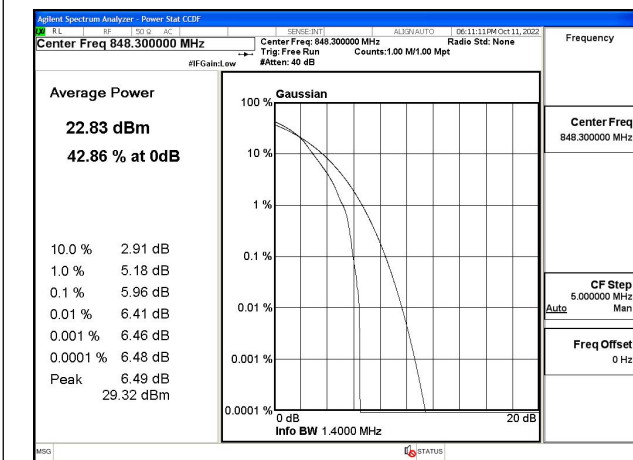 Agilent Spectrum Analyzer - Power Stat CCDF
LXI RL RF 50 Ω AC SENSE:INT ALIGN AUTO 06:11:11 PM Oct 11, 2022
Center Freq 848.300000 MHz
Center Freq: 848.300000 MHz Radio Std: None
Trig: Free Run Counts:1.00 M/1.00 Mpt
#IFGain:Low #Atten: 40 dB
Frequency
Average Power
22.83 dBm
42.86 % at 0dB
10.0 % 2.91 dB
1.0 % 5.18 dB
0.1 % 5.96 dB
0.01 % 6.41 dB
0.001 % 6.46 dB
0.0001 % 6.48 dB
Peak 6.49 dB
29.32 dBm
Gaussian
100 %
10 %
1 %
0.1 %
0.01 %
0.001 %
0.0001 %
0 dB 20 dB
Info BW 1.4000 MHz
Center Freq
848.300000 MHz
CF Step
5.000000 MHz
Auto Man
Freq Offset
0 Hz
MSG STATUS